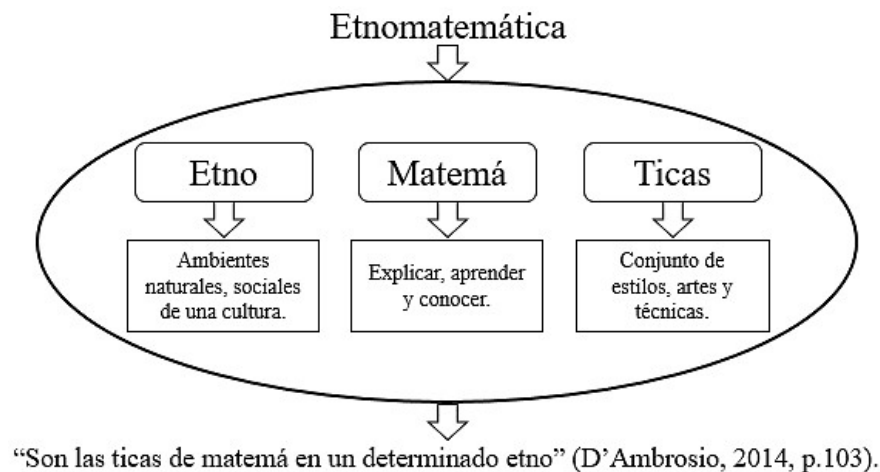 Etnomatemática
Etno
Matemá
Ticas
Ambientes
naturales, sociales
de una cultura.
Explicar, aprender
y conocer.
Conjunto de
estilos, artes y
técnicas.
“Son las ticas de matemá en un determinado etno” (D’Ambrosio, 2014, p.103).